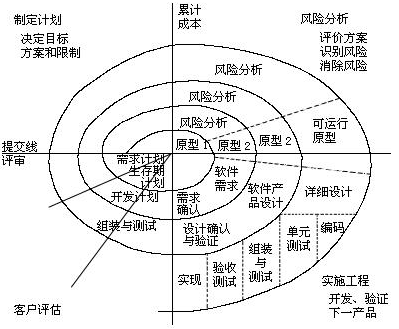 制定计划
累计
成本
风险分析
决定目标
方案和限制
评价方案
识别风险
消除风险
风险分析
风险分析
风险分析
可运行
原型
提交线
评审
原型 1
原型 2
原型 2
需求计划
生存期
计划
软件
需求
开发计划
需求
确认
软件产
品设计
详细设计
组装与测试
设计确认
与验证
组装
与
测试
单元
测试
编码
实现
验收
测试
客户评估
实施工程
开发、验证
下一产品